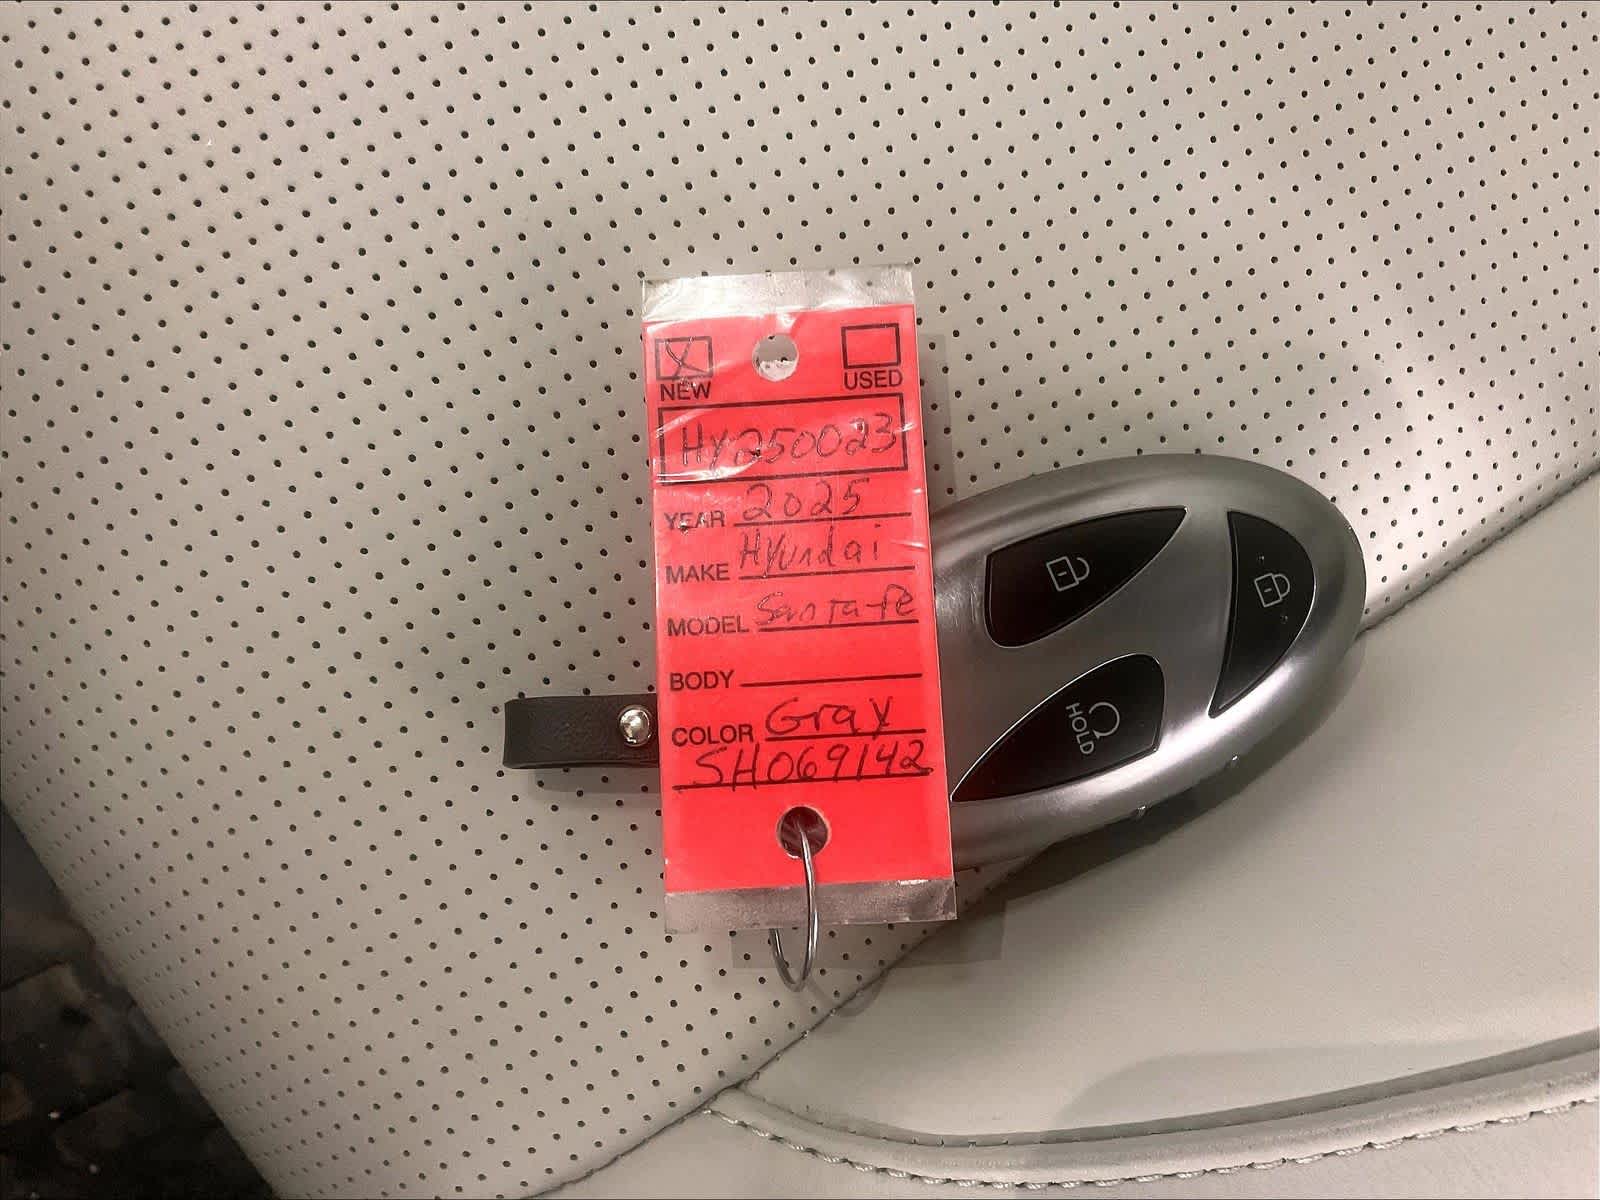 NEW USED
HY250023
YEAR 2025
MAKE Hyundai
MODEL Santa-fe
BODY
COLOR Gray
SH069142
HOLD